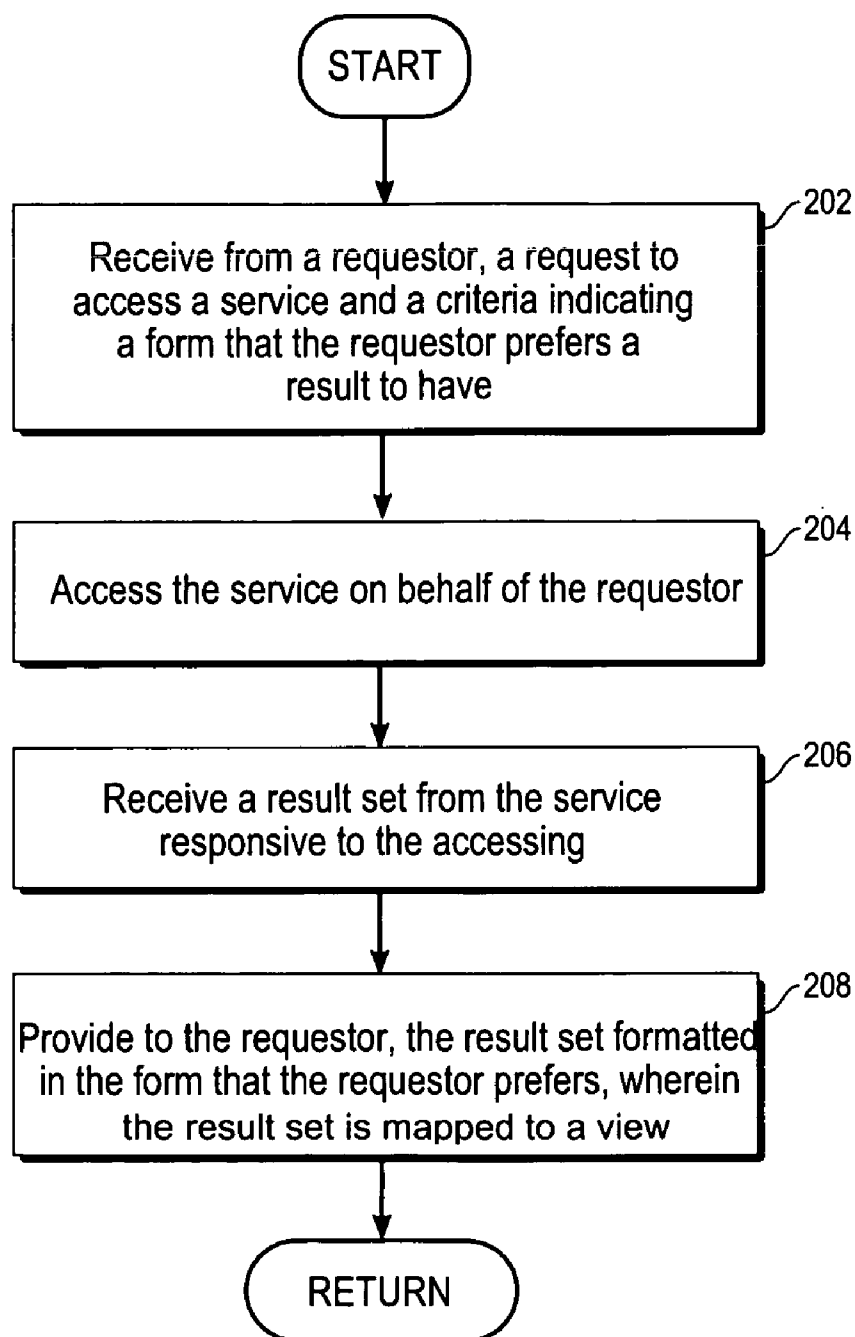 START
202
Receive from a requestor, a request to
access a service and a criteria indicating
a form that the requestor prefers a
result to have
204
Access the service on behalf of the requestor
206
Receive a result set from the service
responsive to the accessing
208
Provide to the requestor, the result set formatted
in the form that the requestor prefers, wherein
the result set is mapped to a view
RETURN